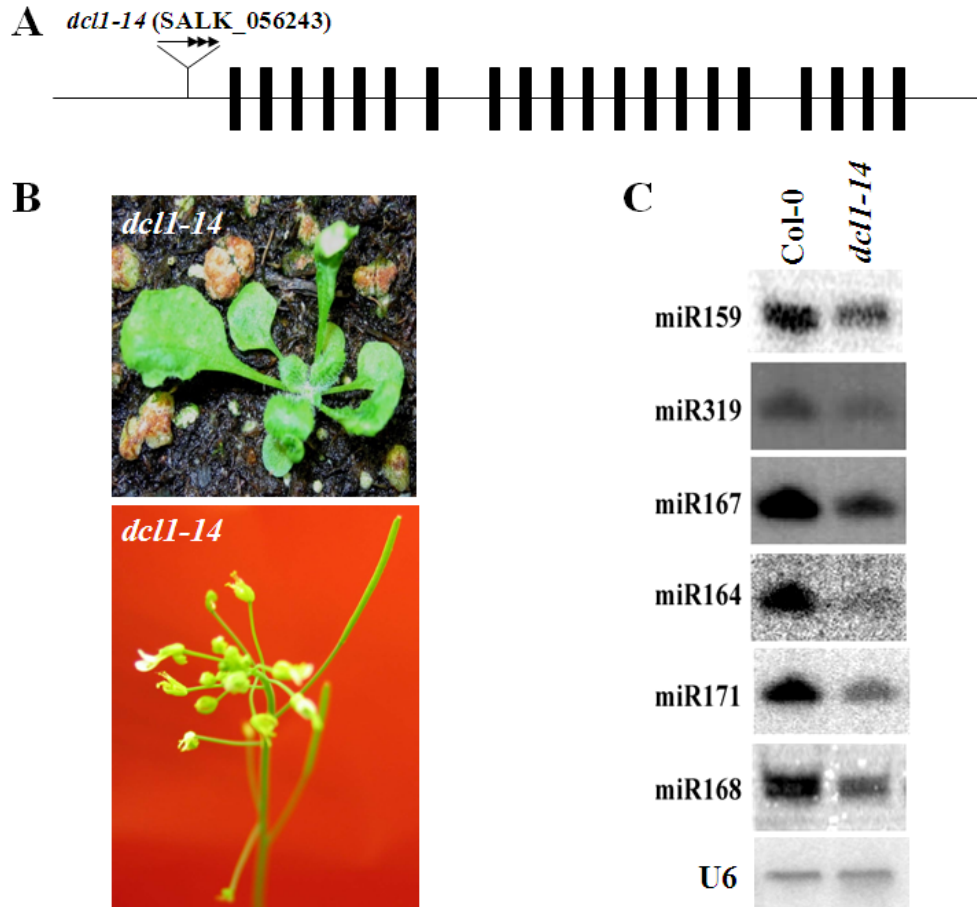 A
dcl1-14 (SALK_056243)
B
dcl1-14
dcl1-14
C
Col-0
dcl1-14
miR159
miR319
miR167
miR164
miR171
miR168
U6